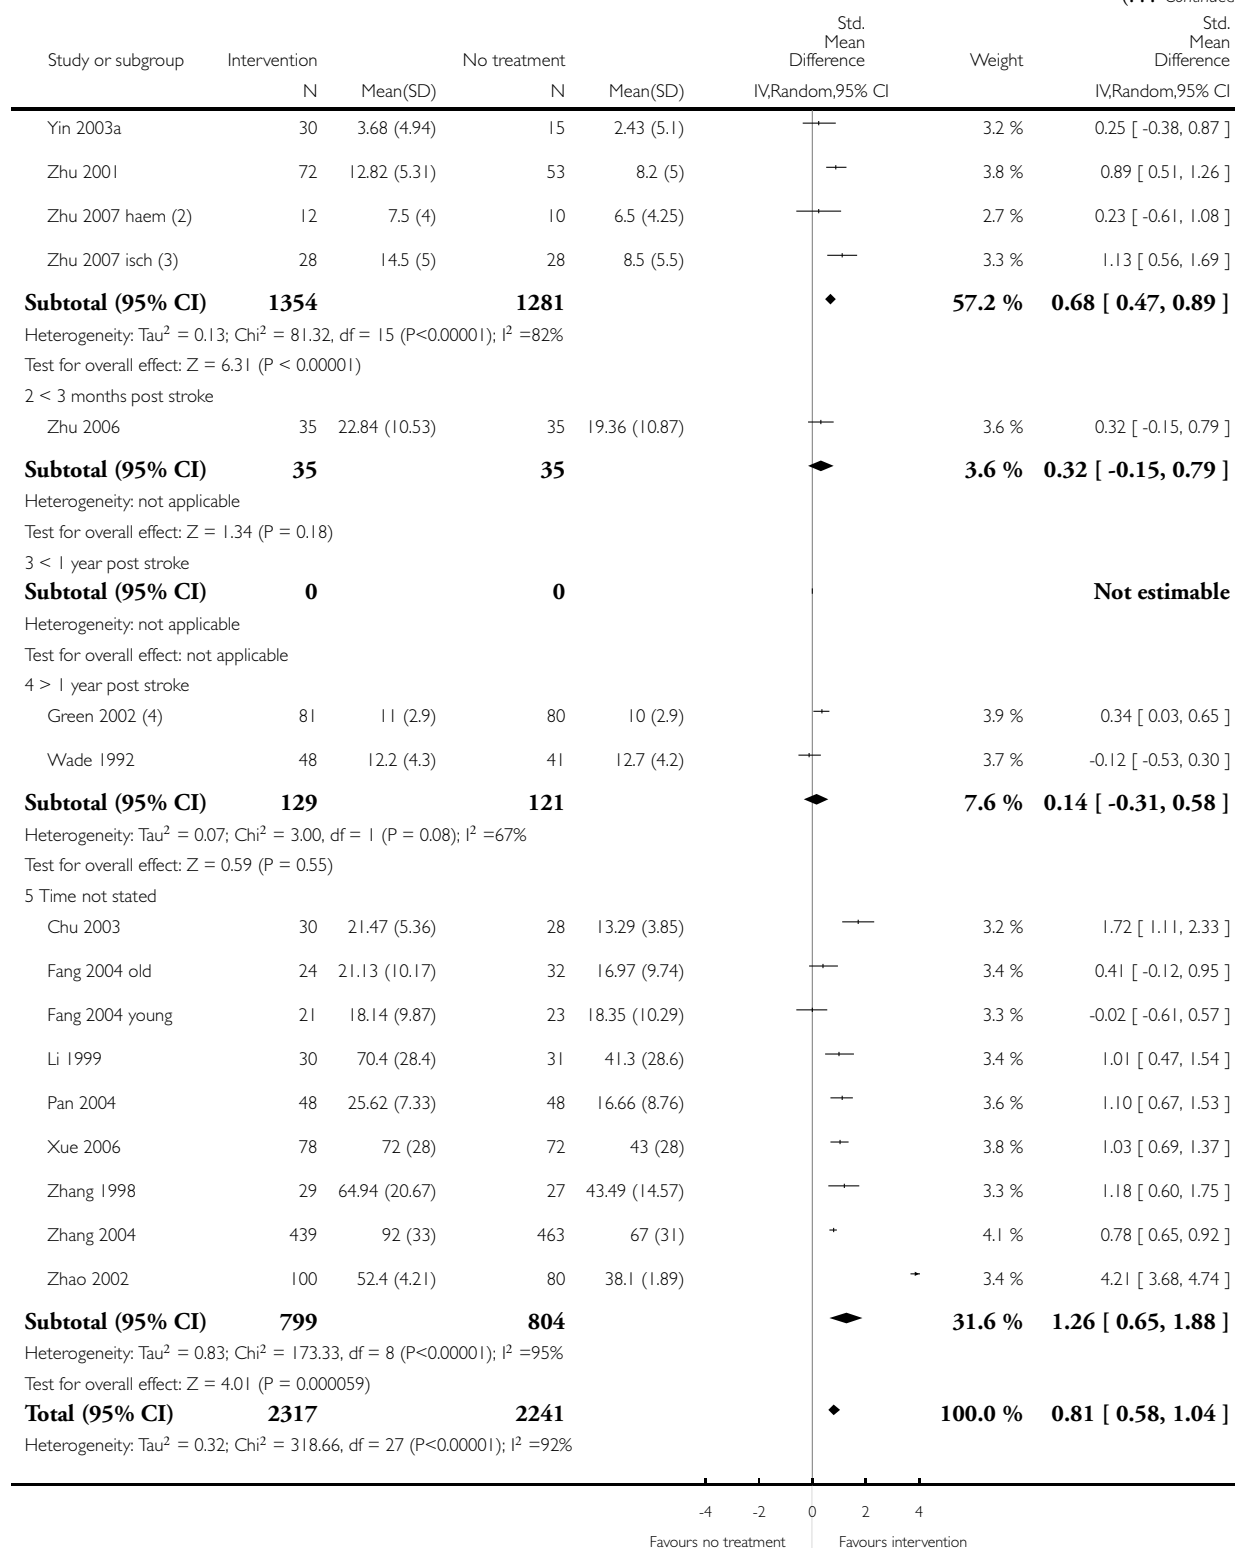 Continued
Std. Mean Difference Std. Mean Difference
Study or subgroup Intervention No treatment Weight
N Mean(SD) N Mean(SD) IV,Random,95% CI IV,Random,95% CI
Yin 2003a 30 3.68 (4.94) 15 2.43 (5.1) 3.2 % 0.25 [ -0.38, 0.87 ]
Zhu 2001 72 12.82 (5.31) 53 8.2 (5) 3.8 % 0.89 [ 0.51, 1.26 ]
Zhu 2007 haem (2) 12 7.5 (4) 10 6.5 (4.25) 2.7 % 0.23 [ -0.61, 1.08 ]
Zhu 2007 isch (3) 28 14.5 (5) 28 8.5 (5.5) 3.3 % 1.13 [ 0.56, 1.69 ]
Subtotal (95% CI) 1354 1281 57.2 % 0.68 [ 0.47, 0.89 ]
Heterogeneity: Tau² = 0.13; Chi² = 81.32, df = 15 (P<0.00001); I² =82%
Test for overall effect: Z = 6.31 (P < 0.00001)
2 < 3 months post stroke
Zhu 2006 35 22.84 (10.53) 35 19.36 (10.87) 3.6 % 0.32 [ -0.15, 0.79 ]
Subtotal (95% CI) 35 35 3.6 % 0.32 [ -0.15, 0.79 ]
Heterogeneity: not applicable
Test for overall effect: Z = 1.34 (P = 0.18)
3 < 1 year post stroke
Subtotal (95% CI) 0 0 Not estimable
Heterogeneity: not applicable
Test for overall effect: not applicable
4 > 1 year post stroke
Green 2002 (4) 81 11 (2.9) 80 10 (2.9) 3.9 % 0.34 [ 0.03, 0.65 ]
Wade 1992 48 12.2 (4.3) 41 12.7 (4.2) 3.7 % -0.12 [ -0.53, 0.30 ]
Subtotal (95% CI) 129 121 7.6 % 0.14 [ -0.31, 0.58 ]
Heterogeneity: Tau² = 0.07; Chi² = 3.00, df = 1 (P = 0.08); I² =67%
Test for overall effect: Z = 0.59 (P = 0.55)
5 Time not stated
Chu 2003 30 21.47 (5.36) 28 13.29 (3.85) 3.2 % 1.72 [ 1.11, 2.33 ]
Fang 2004 old 24 21.13 (10.17) 32 16.97 (9.74) 3.4 % 0.41 [ -0.12, 0.95 ]
Fang 2004 young 21 18.14 (9.87) 23 18.35 (10.29) 3.3 % -0.02 [ -0.61, 0.57 ]
Li 1999 30 70.4 (28.4) 31 41.3 (28.6) 3.4 % 1.01 [ 0.47, 1.54 ]
Pan 2004 48 25.62 (7.33) 48 16.66 (8.76) 3.6 % 1.10 [ 0.67, 1.53 ]
Xue 2006 78 72 (28) 72 43 (28) 3.8 % 1.03 [ 0.69, 1.37 ]
Zhang 1998 29 64.94 (20.67) 27 43.49 (14.57) 3.3 % 1.18 [ 0.60, 1.75 ]
Zhang 2004 439 92 (33) 463 67 (31) 4.1 % 0.78 [ 0.65, 0.92 ]
Zhao 2002 100 52.4 (4.21) 80 38.1 (1.89) 3.4 % 4.21 [ 3.68, 4.74 ]
Subtotal (95% CI) 799 804 31.6 % 1.26 [ 0.65, 1.88 ]
Heterogeneity: Tau² = 0.83; Chi² = 173.33, df = 8 (P<0.00001); I² =95%
Test for overall effect: Z = 4.01 (P = 0.000059)
Total (95% CI) 2317 2241 100.0 % 0.81 [ 0.58, 1.04 ]
Heterogeneity: Tau² = 0.32; Chi² = 318.66, df = 27 (P<0.00001); I² =92%
-4 -2 0 2 4
Favours no treatment Favours intervention